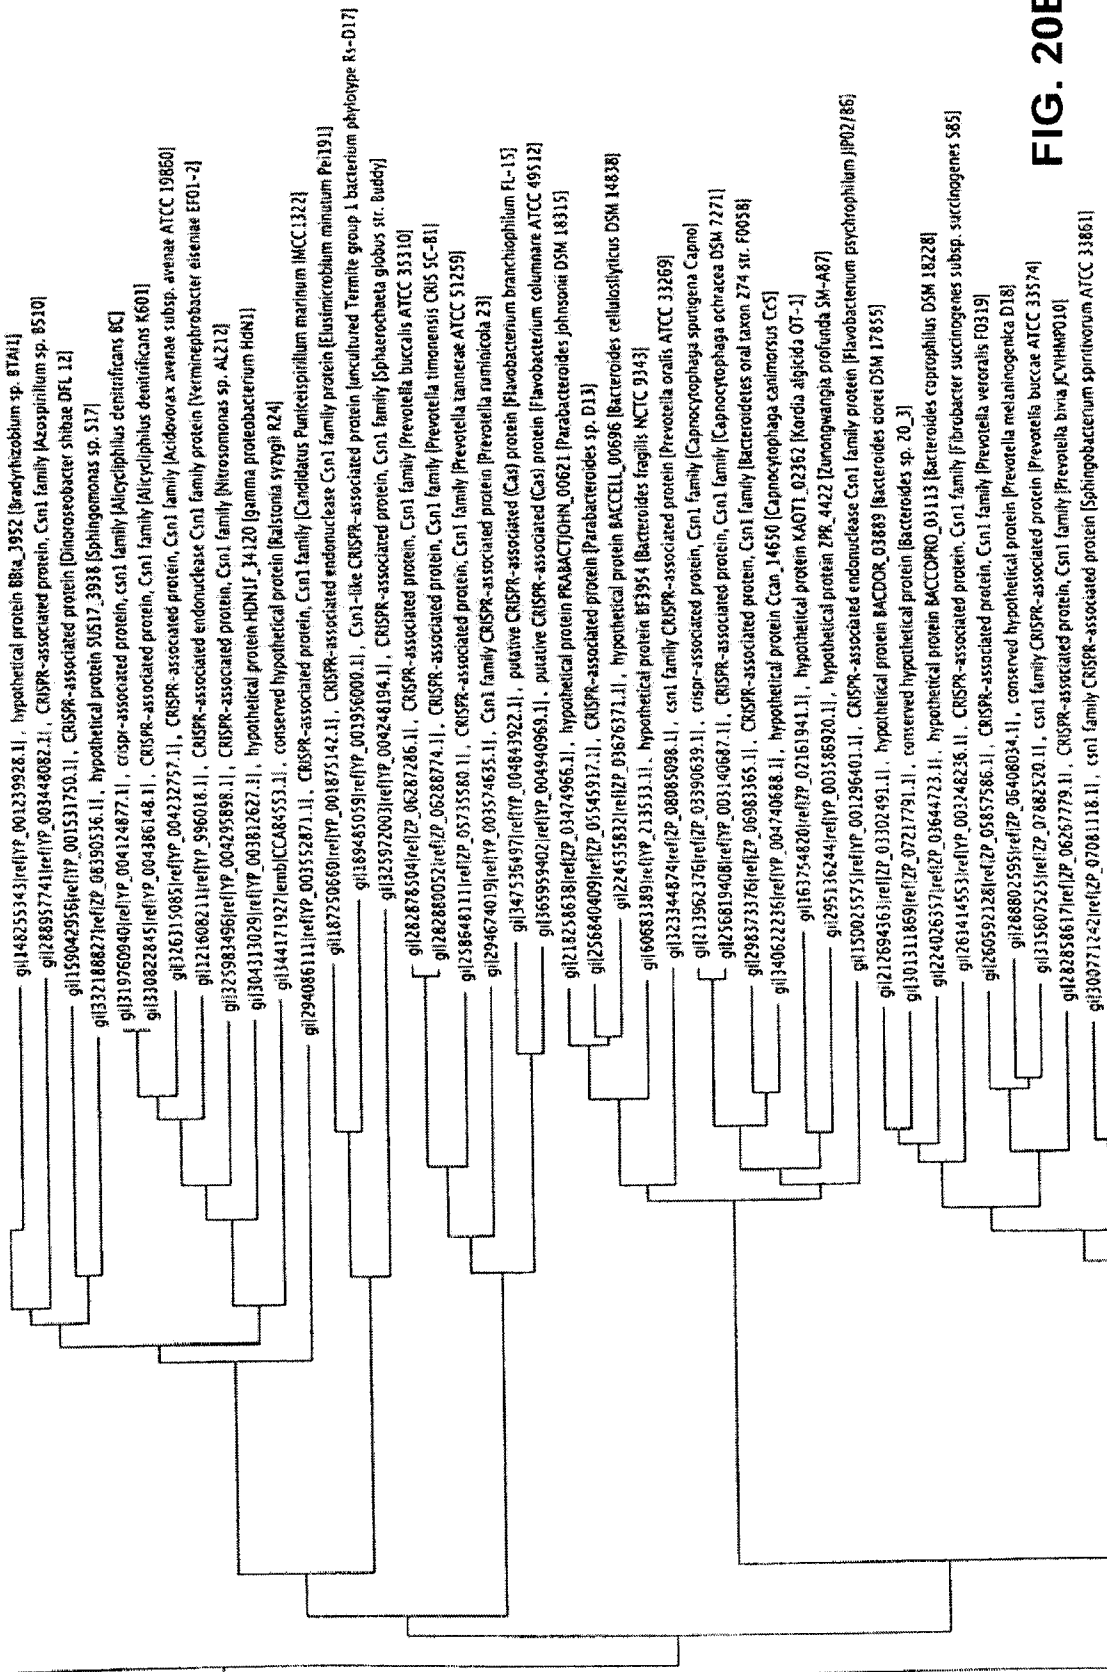 gi|148255343|ref|YP_001239928.1|, hypothetical protein BBta_3952 [Bradyrhizobium sp. BTAi1]
gi|288957741|ref|YP_003448082.1|, CRISPR-associated protein, Csn1 family [Azospirillum sp. B510]
gi|159042956|ref|YP_001531750.1|, CRISPR-associated protein [Dinoroseobacter shibae DFL 12]
gi|332188827|ref|ZP_08390536.1|, hypothetical protein SUS17_3938 [Sphingomonas sp. S17]
gi|319760940|ref|YP_004124877.1|, crispr-associated protein, csn1 family [Alicycliphilus denitrificans BC]
gi|330822845|ref|YP_004386148.1|, CRISPR-associated protein, Csn1 family [Alicycliphilus denitrificans K601]
gi|326315085|ref|YP_004232757.1|, CRISPR-associated protein, Csn1 family [Acidovorax avenae subsp. avenae ATCC 19860]
gi|121608211|ref|YP_996018.1|, CRISPR-associated endonuclease Csn1 family protein [Verminephrobacter eiseniae EF01-2]
gi|325983496|ref|YP_004295898.1|, CRISPR-associated protein, Csn1 family [Nitrosomonas sp. AL212]
gi|304313029|ref|YP_003812627.1|, hypothetical protein HDN1F_34120 [gamma proteobacterium HdN1]
gi|344171927|emb|CCA84553.1|, conserved hypothetical protein [Ralstonia syzygii R24]
gi|294086111|ref|YP_003552871.1|, CRISPR-associated protein, Csn1 family [Candidatus Puniceispirillum marinum IMCC1322]
gi|187250660|ref|YP_001875142.1|, CRISPR-associated endonuclease Csn1 family protein [Elusimicrobium minutum Pei191]
gi|189485059|ref|YP_001956000.1|, Csn1-like CRISPR-associated protein [uncultured Termite group 1 bacterium phylotype Rs-D17]
gi|325972003|ref|YP_004248194.1|, CRISPR-associated protein, Csn1 family [Sphaerochaeta globus str. Buddy]
gi|282878504|ref|ZP_06287286.1|, CRISPR-associated protein, Csn1 family [Prevotella buccalis ATCC 35310]
gi|282880052|ref|ZP_06288774.1|, CRISPR-associated protein, Csn1 family [Prevotella timonensis CRIS 5C-B1]
gi|258648111|ref|ZP_05735580.1|, CRISPR-associated protein, Csn1 family [Prevotella tannerae ATCC 51259]
gi|294674019|ref|YP_003574635.1|, Csn1 family CRISPR-associated protein [Prevotella ruminicola 23]
gi|347536497|ref|YP_004843922.1|, putative CRISPR-associated (Cas) protein [Flavobacterium branchiophilum FL-15]
gi|365959402|ref|YP_004940969.1|, putative CRISPR-associated (Cas) protein [Flavobacterium columnare ATCC 49512]
gi|218258638|ref|ZP_03474966.1|, hypothetical protein PRABACTJOHN_00621 [Parabacteroides johnsonii DSM 18315]
gi|256840409|ref|ZP_05545917.1|, CRISPR-associated protein [Parabacteroides sp. D13]
gi|224535832|ref|ZP_03676371.1|, hypothetical protein BACCELL_00696 [Bacteroides cellulosilyticus DSM 14838]
gi|60683389|ref|YP_213533.1|, hypothetical protein BF3954 [Bacteroides fragilis NCTC 9343]
gi|323344874|ref|ZP_08085098.1|, csn1 family CRISPR-associated protein [Prevotella oralis ATCC 33269]
gi|213962376|ref|ZP_03390639.1|, crispr-associated protein, Csn1 family [Capnocytophaga sputigena Capno]
gi|256819408|ref|YP_003140687.1|, CRISPR-associated protein, Csn1 family [Capnocytophaga ochracea DSM 7271]
gi|298373376|ref|ZP_06983365.1|, CRISPR-associated protein, Csn1 family [Bacteroidetes oral taxon 274 str. F0058]
gi|340622236|ref|YP_004740688.1|, hypothetical protein Ccan_14650 [Capnocytophaga canimorsus Cc5]
gi|163754820|ref|ZP_02161941.1|, hypothetical protein KAOT1_02362 [Kordia algicida OT-1]
gi|295136244|ref|YP_003586920.1|, hypothetical protein ZPR_4422 [Zunongwangia profunda SM-A87]
gi|150025575|ref|YP_001296401.1|, CRISPR-associated endonuclease Csn1 family protein [Flavobacterium psychrophilum JIP02/86]
gi|212694363|ref|ZP_03302491.1|, hypothetical protein BACDOR_03889 [Bacteroides dorei DSM 17855]
gi|301311869|ref|ZP_07217791.1|, conserved hypothetical protein [Bacteroides sp. 20_3]
gi|224026357|ref|ZP_03644723.1|, hypothetical protein BACCOPRO_03113 [Bacteroides coprophilus DSM 18228]
gi|261414553|ref|YP_003248236.1|, CRISPR-associated protein, Csn1 family [Fibrobacter succinogenes subsp. succinogenes S85]
gi|260592128|ref|ZP_05857586.1|, CRISPR-associated protein, Csn1 family [Prevotella veroralis F0319]
gi|288802595|ref|ZP_06408034.1|, conserved hypothetical protein [Prevotella melaninogenica D18]
gi|315607525|ref|ZP_07882520.1|, csn1 family CRISPR-associated protein [Prevotella buccae ATCC 33574]
gi|282858617|ref|ZP_06267779.1|, CRISPR-associated protein, Csn1 family [Prevotella bivia JCVIHMP010]
gi|300771242|ref|ZP_07081118.1|, csn1 family CRISPR-associated protein [Sphingobacterium spiritivorum ATCC 33861]